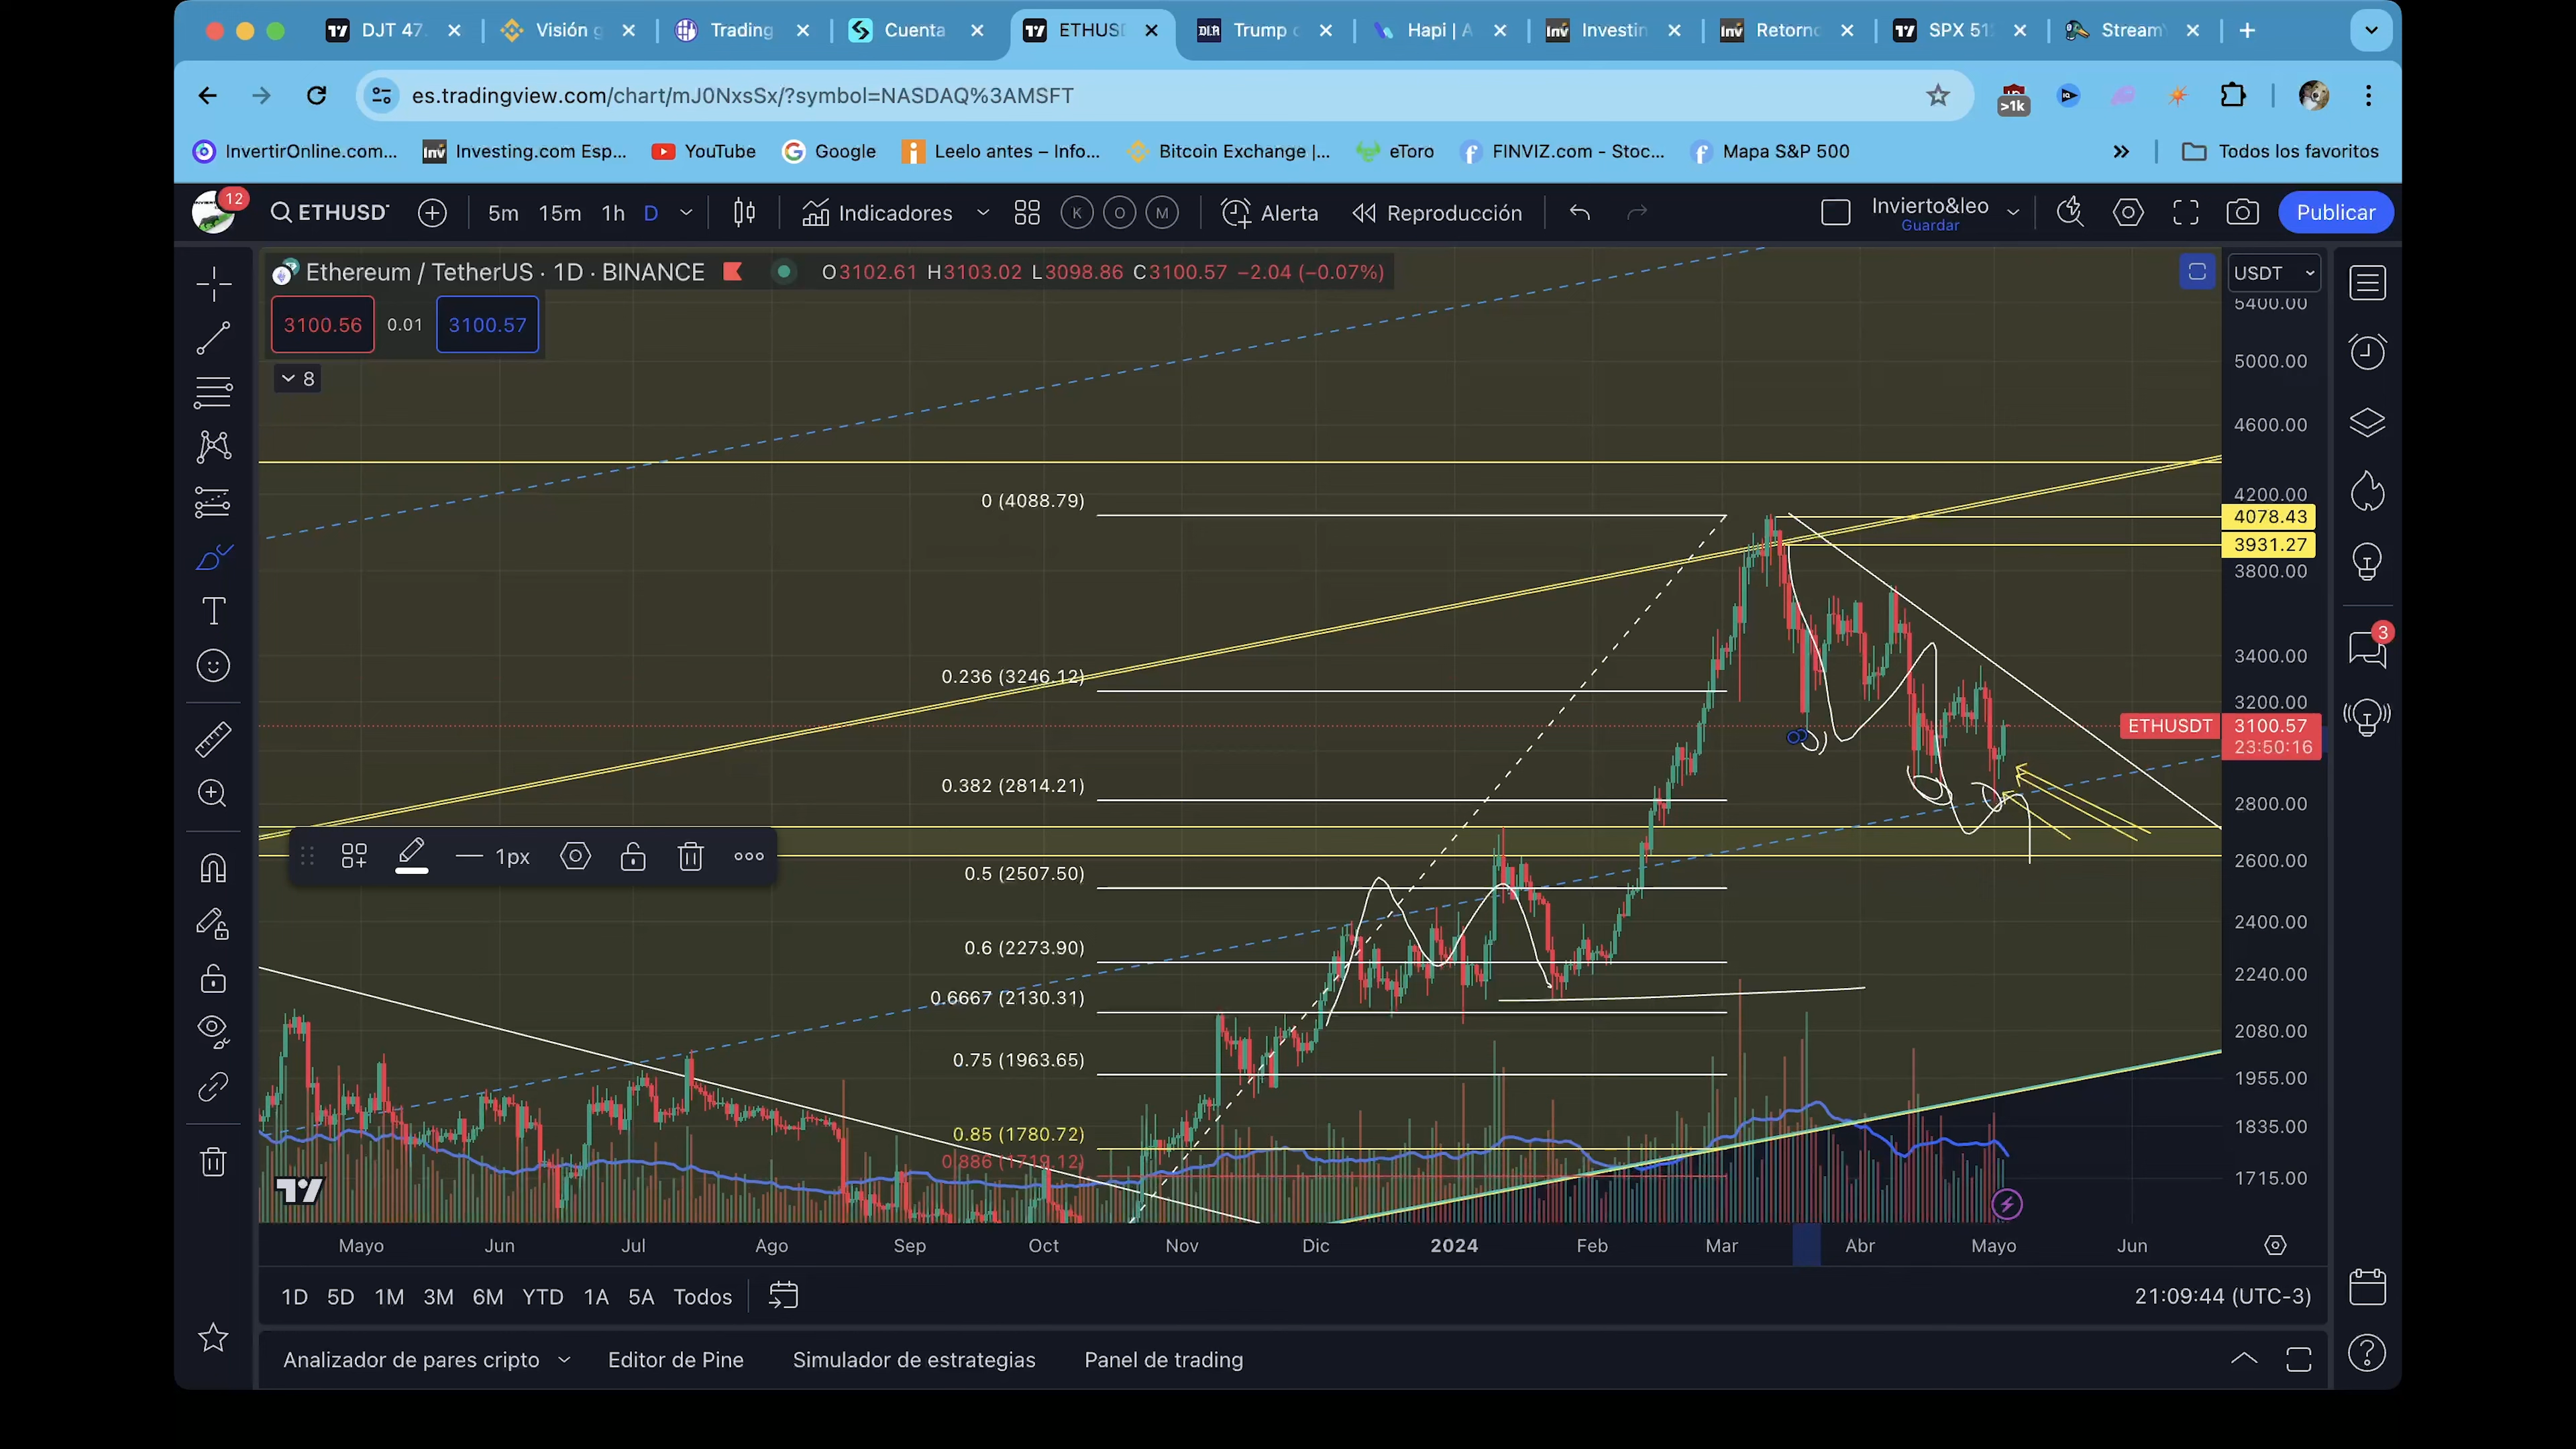 DJT 47.
Visión g
Trading
Cuenta
ETHUSD
Trump c
Hapi | A
Investin
Retorno
SPX 51
Stream
es.tradingview.com/chart/mJ0NxsSx/?symbol=NASDAQ%3AMSFT
>1k
InvertirOnline.com...
Investing.com Esp...
YouTube
Google
Leelo antes – Info...
Bitcoin Exchange |...
eToro
FINVIZ.com - Stoc...
Mapa S&P 500
Todos los favoritos
12
ETHUSD
5m 15m 1h D
Indicadores
K O M
Alerta
Reproducción
Invierto&leo
Guardar
Publicar
Ethereum / TetherUS · 1D · BINANCE
O3102.61 H3103.02 L3098.86 C3100.57 −2.04 (−0.07%)
USDT
3100.56 0.01 3100.57
8
5400.00
5000.00
4600.00
4200.00
4078.43
3931.27
3800.00
3400.00
3200.00
ETHUSDT 3100.57
23:50:16
2800.00
2600.00
2400.00
2240.00
2080.00
1955.00
1835.00
1715.00
0 (4088.79)
0.236 (3246.12)
0.382 (2814.21)
0.5 (2507.50)
0.6 (2273.90)
0.6667 (2130.31)
0.75 (1963.65)
0.85 (1780.72)
0.886 (1719.12)
1px
3
Mayo Jun Jul Ago Sep Oct Nov Dic 2024 Feb Mar Abr Mayo Jun
1D 5D 1M 3M 6M YTD 1A 5A Todos
21:09:44 (UTC-3)
Analizador de pares cripto
Editor de Pine
Simulador de estrategias
Panel de trading